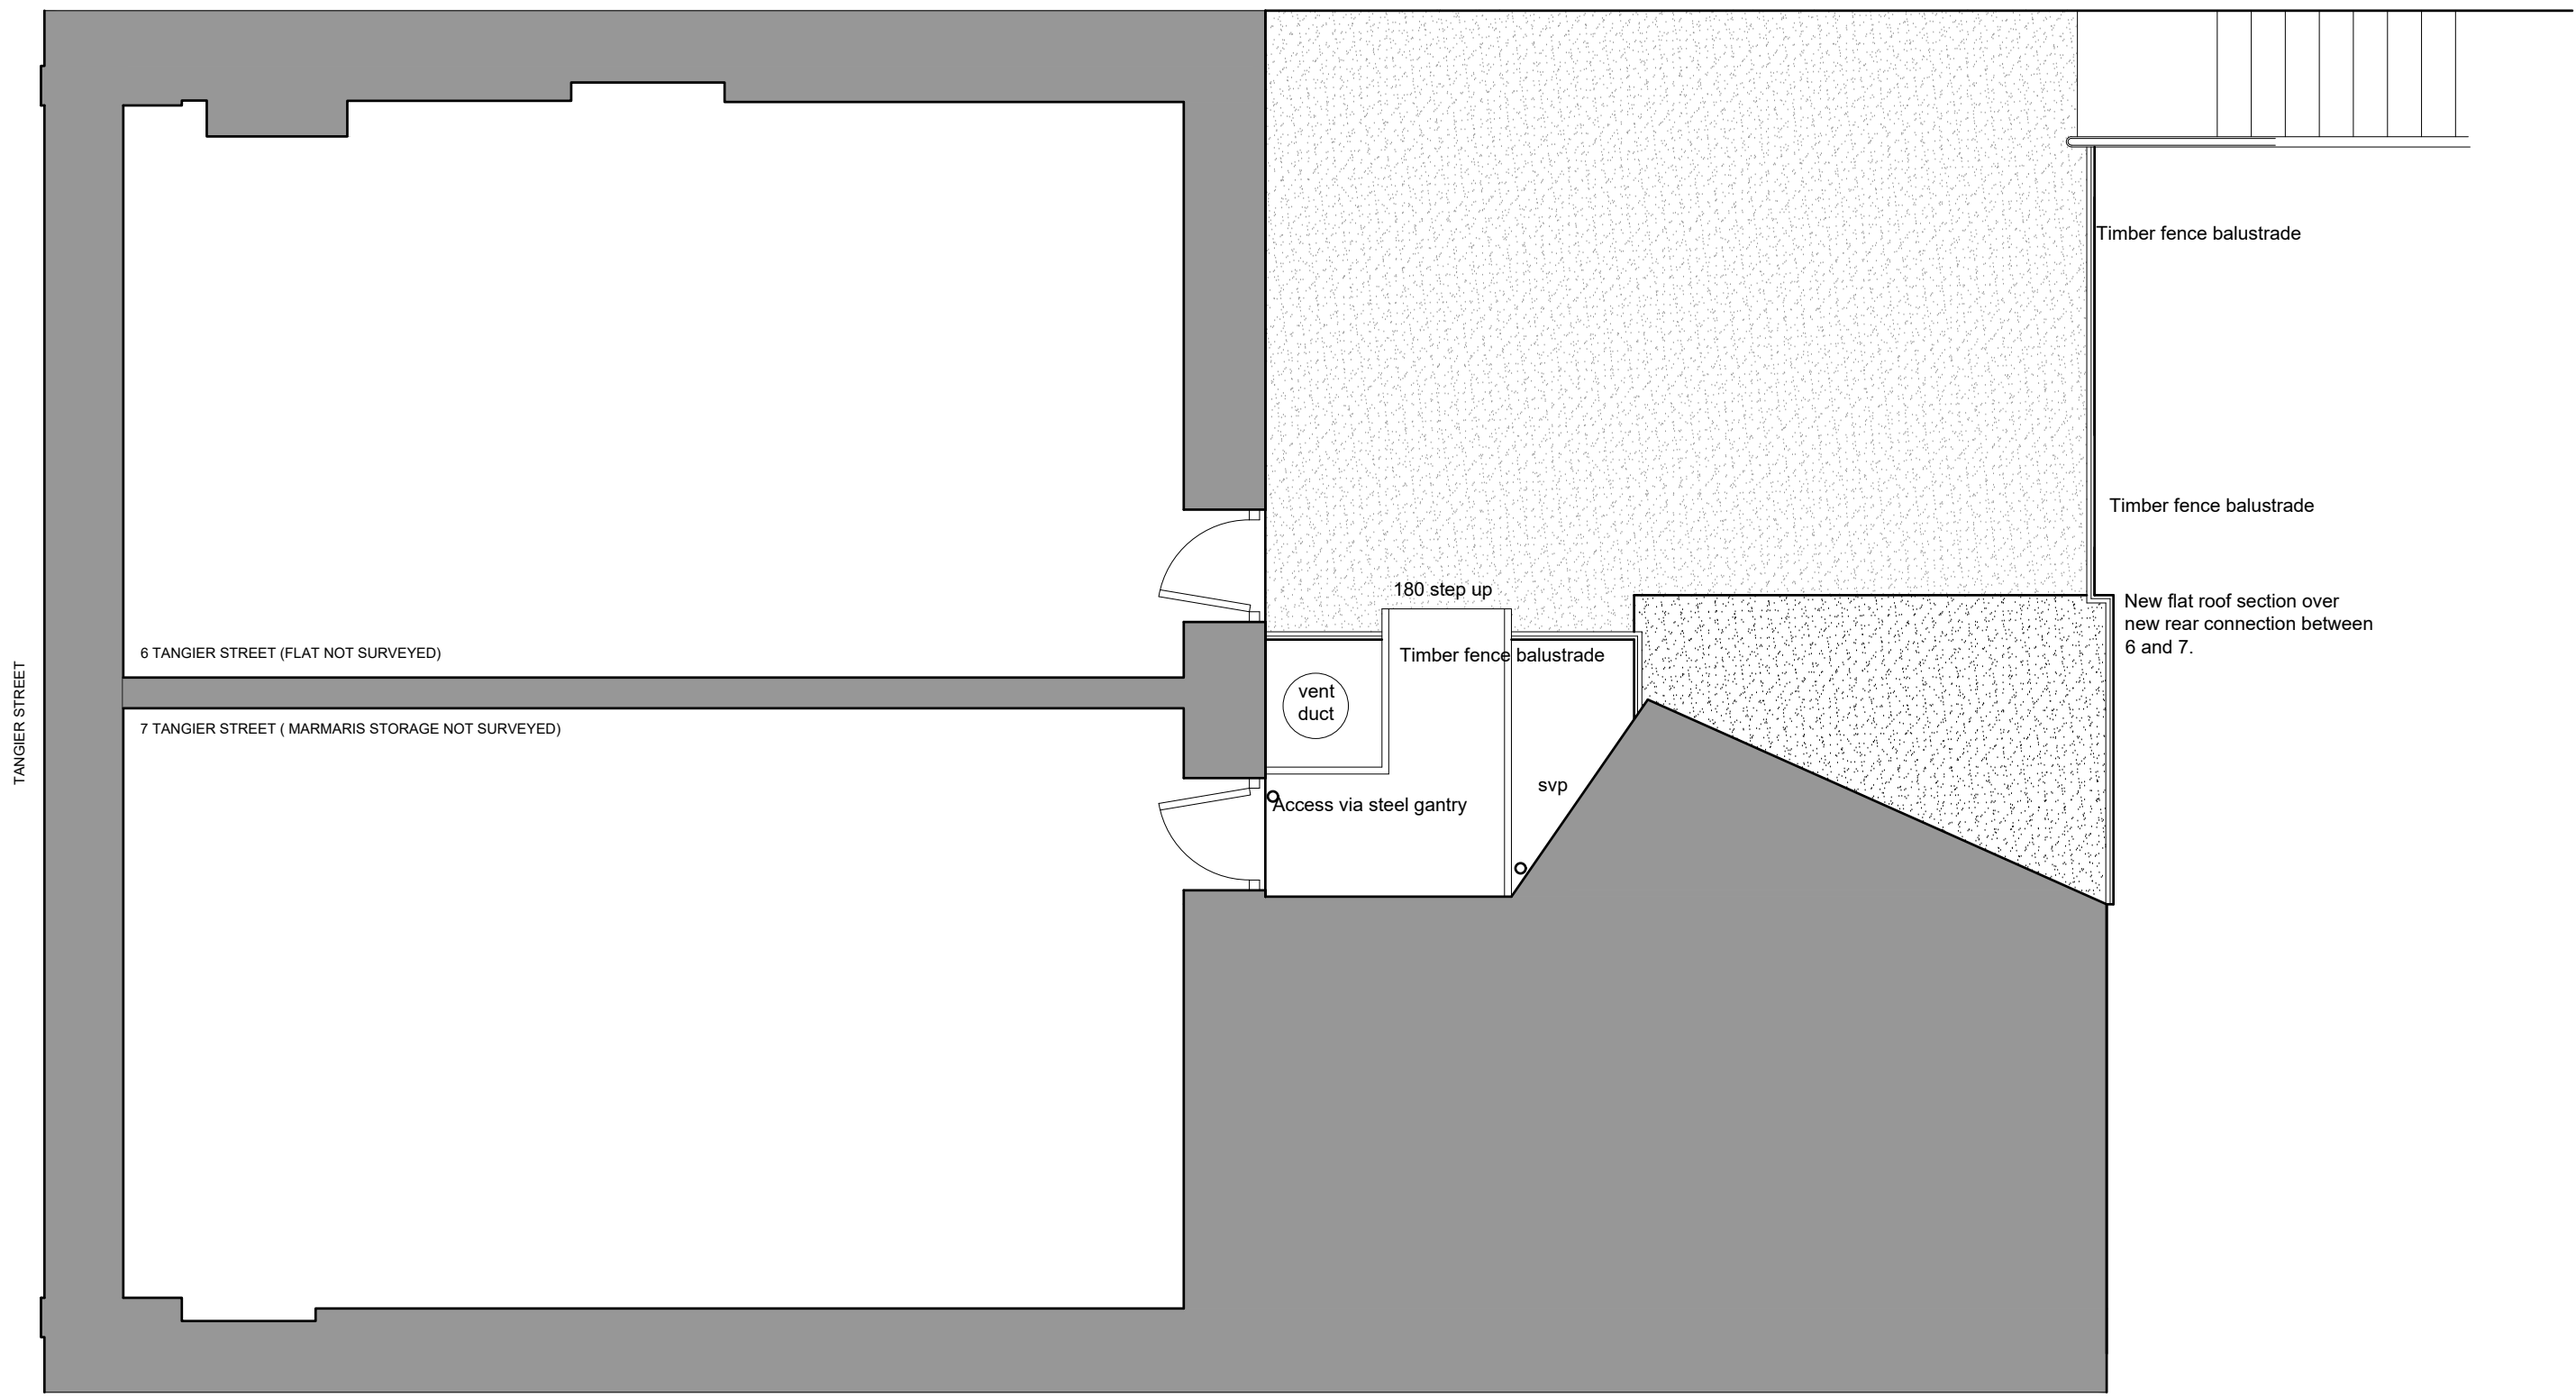 Timber fence balustrade
Timber fence balustrade
180 step up
New flat roof section over
new rear connection between
6 and 7.
6 TANGIER STREET (FLAT NOT SURVEYED)
Timber fence balustrade
TANGIER STREET
vent
duct
7 TANGIER STREET ( MARMARIS STORAGE NOT SURVEYED)
svp
Access via steel gantry